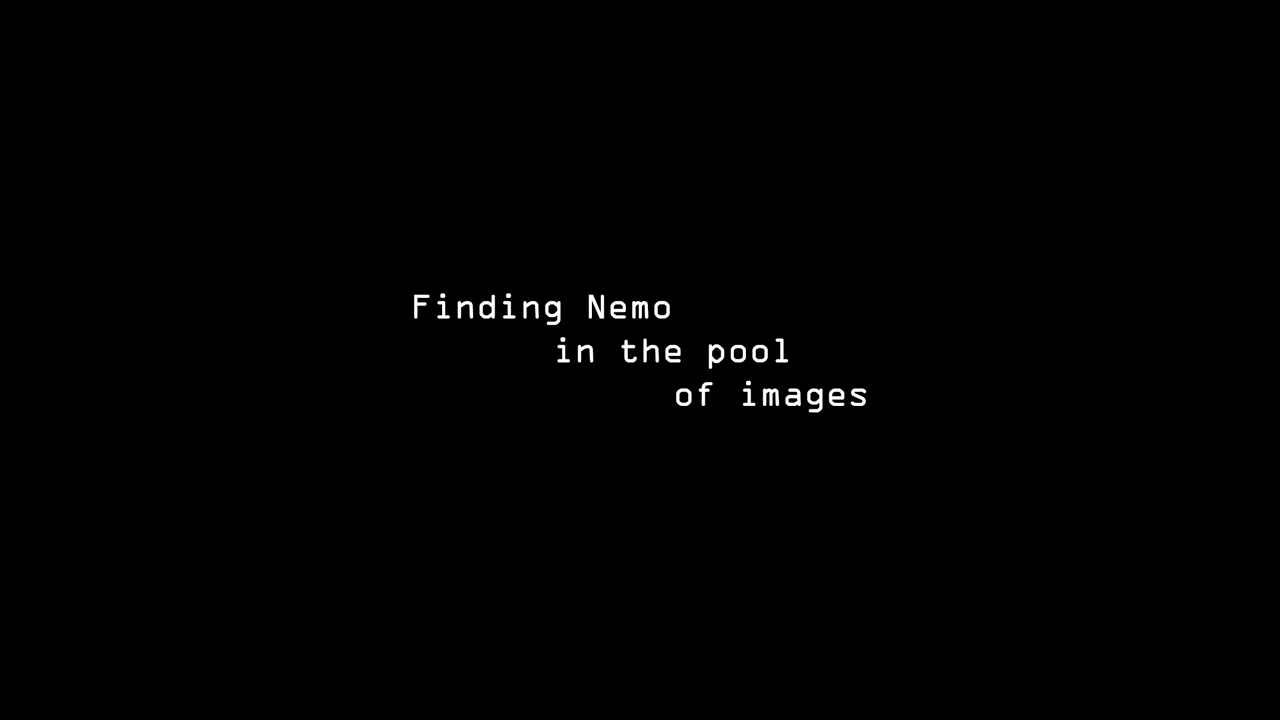 Finding Nemo
in the pool
of images